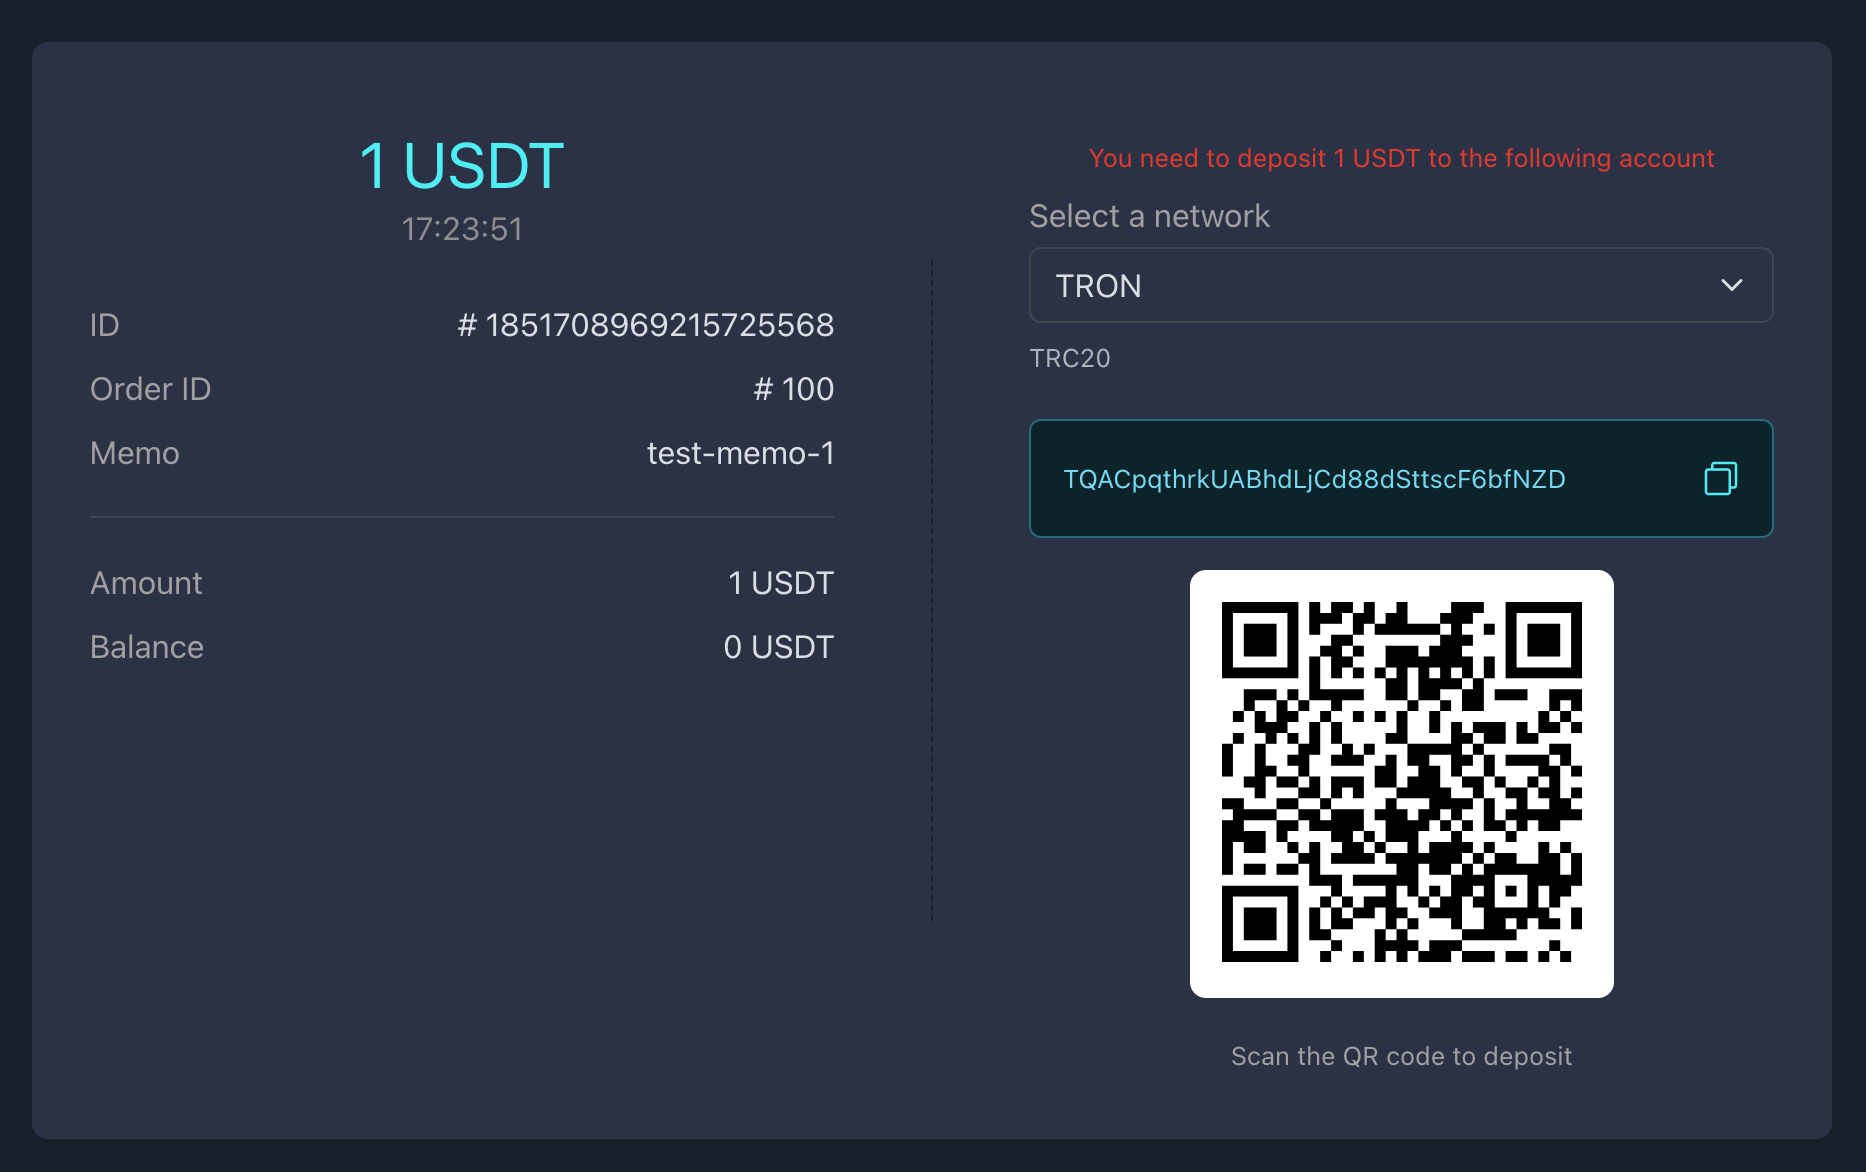 1 USDT
17:23:51
ID # 1851708969215725568
Order ID # 100
Memo test-memo-1
Amount 1 USDT
Balance 0 USDT
You need to deposit 1 USDT to the following account
Select a network
TRON
TRC20
TQACpqthrkUABhdLjCd88dSttscF6bfNZD
Scan the QR code to deposit